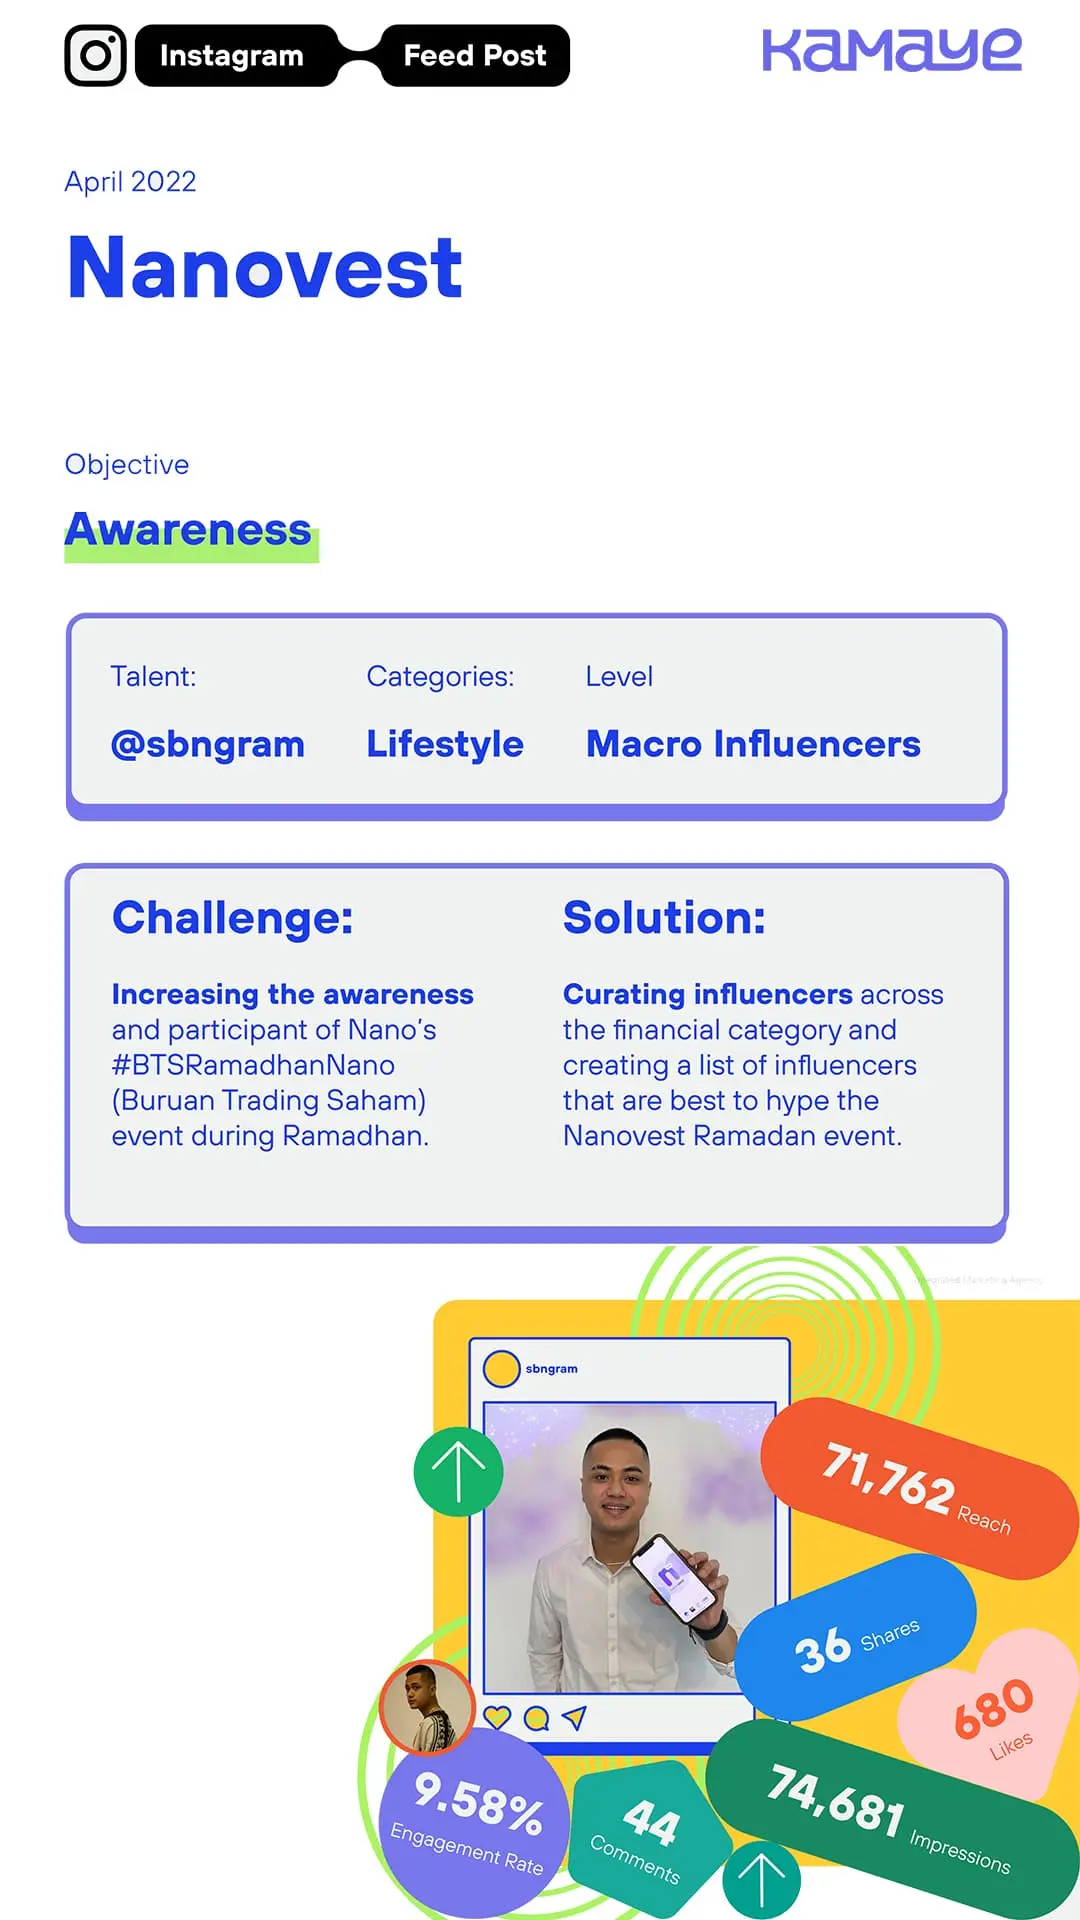 Instagram Feed Post
Kamaye
April 2022
Nanovest
Objective
Awareness
Talent: Categories: Level
@sbngram Lifestyle Macro Influencers
Challenge:
Increasing the awareness
and participant of Nano's
#BTSRamadhanNano
(Buruan Trading Saham)
event during Ramadhan.
Solution:
Curating influencers across
the financial category and
creating a list of influencers
that are best to hype the
Nanovest Ramadan event.
Integrated Marketing Agency
sbngram
71,762 Reach
36 Shares
680
Likes
9.58%
Engagement Rate
44
Comments
74,681 Impressions